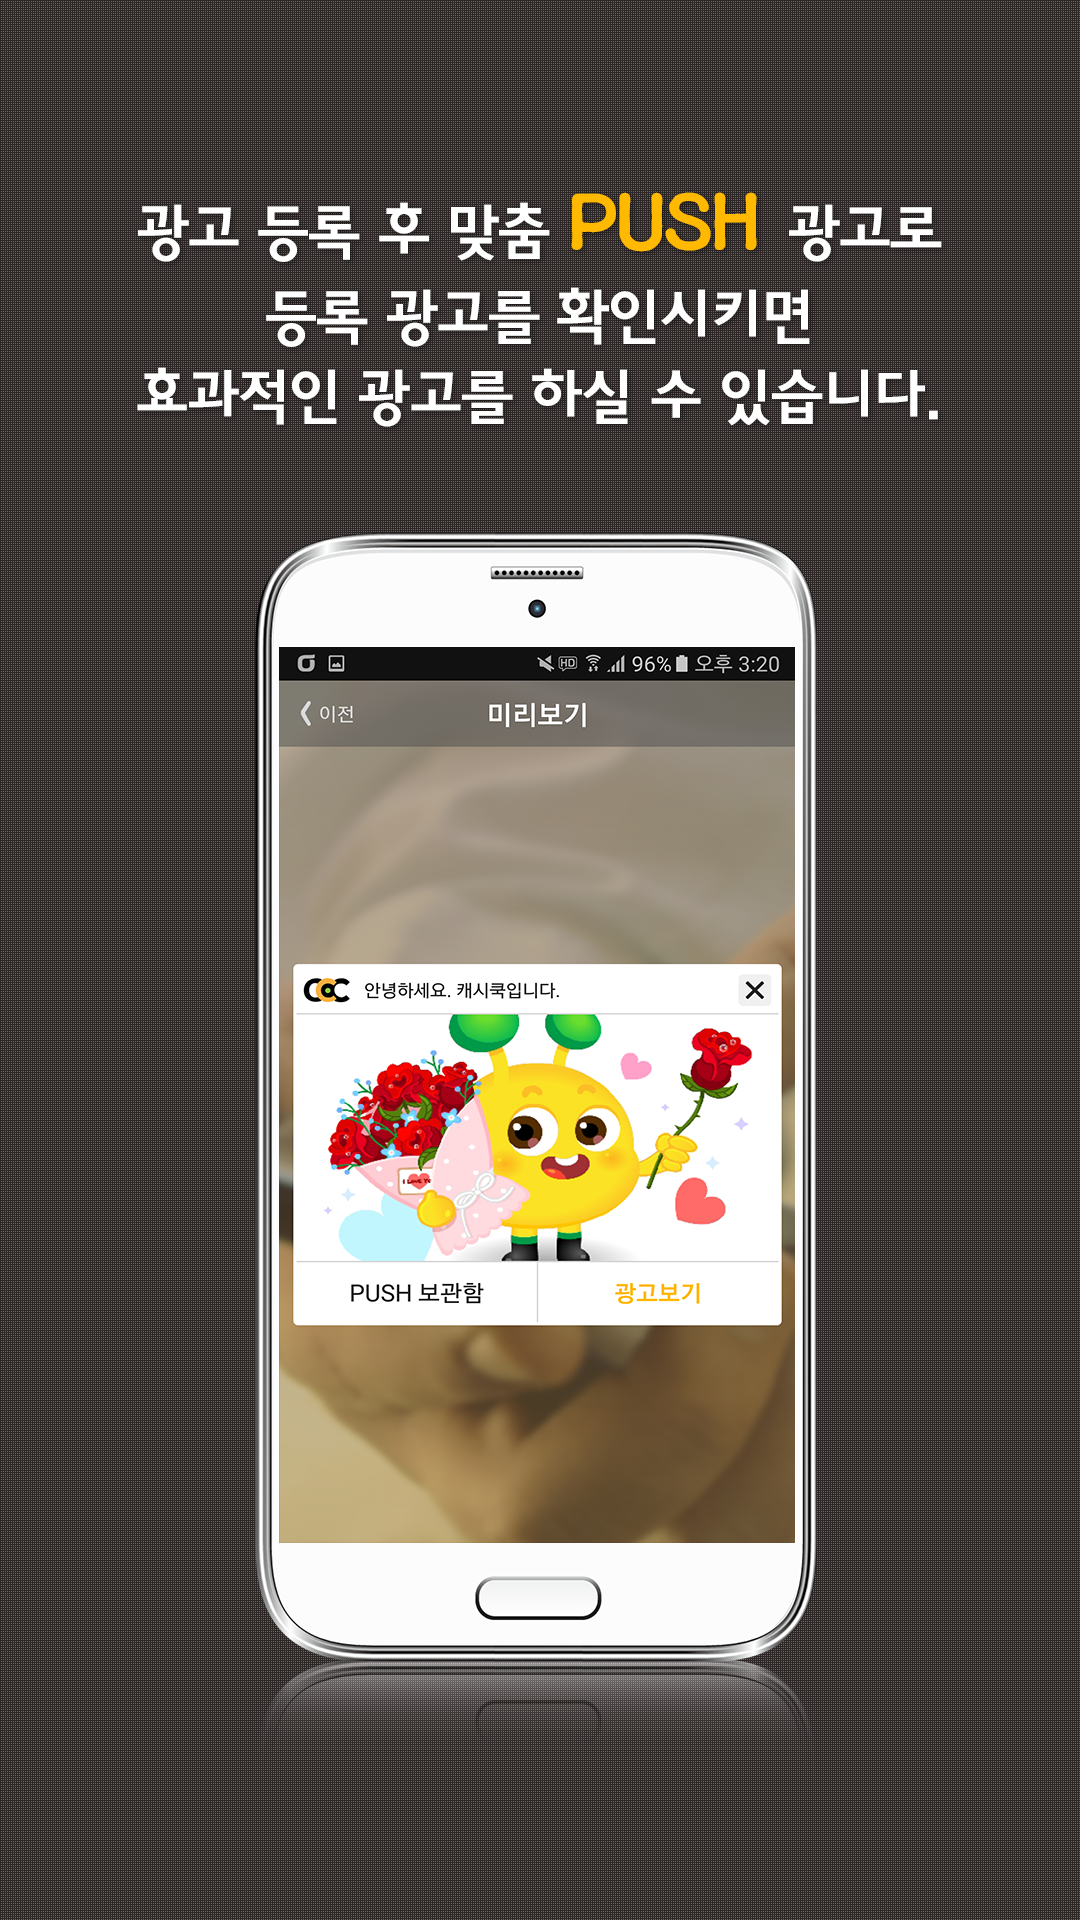 광고 등록 후 맞춤 PUSH 광고로
등록 광고를 확인시키면
효과적인 광고를 하실 수 있습니다.
HD 96% 오후 3:20
이전 미리보기
COC 안녕하세요. 캐시쿡입니다.
I LOVE YO
PUSH 보관함 광고보기